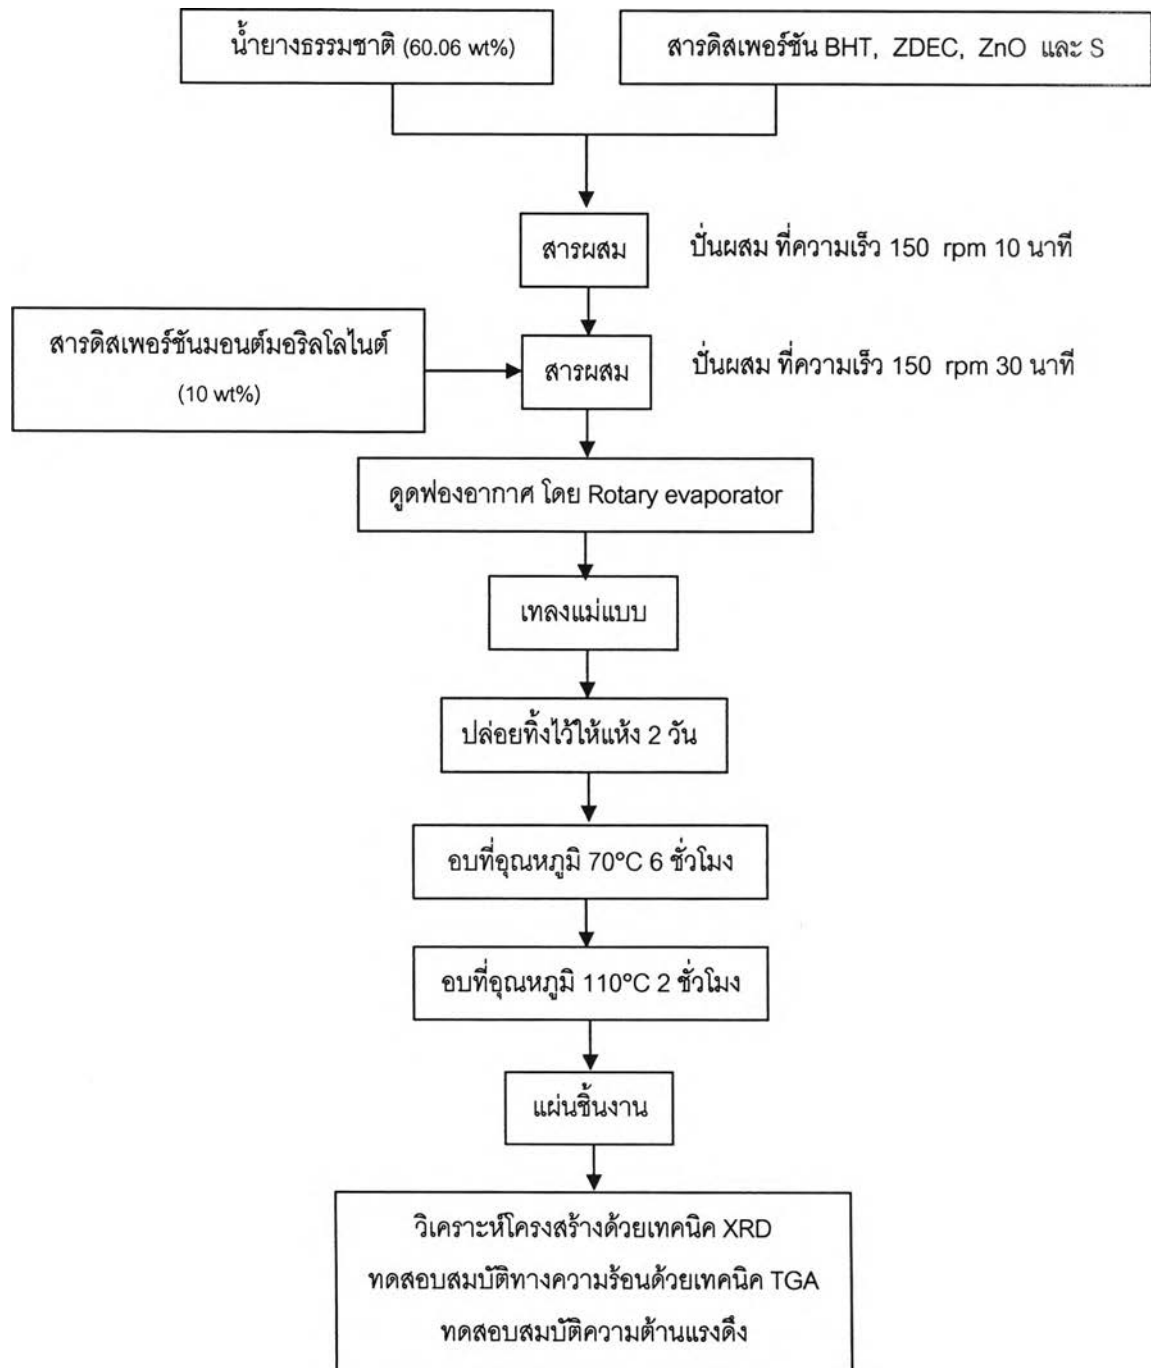 น้ำยางธรรมชาติ (60.06 wt%)
สารดิสเพอร์ชัน BHT, ZDEC, ZnO และ S
สารผสม
ปั่นผสม ที่ความเร็ว 150 rpm 10 นาที
สารดิสเพอร์ชันมอนต์มอริลโลไนต์
(10 wt%)
สารผสม
ปั่นผสม ที่ความเร็ว 150 rpm 30 นาที
ดูดฟองอากาศ โดย Rotary evaporator
เทลงแม่แบบ
ปล่อยทิ้งไว้ให้แห้ง 2 วัน
อบที่อุณหภูมิ 70°C 6 ชั่วโมง
อบที่อุณหภูมิ 110°C 2 ชั่วโมง
แผ่นชิ้นงาน
วิเคราะห์โครงสร้างด้วยเทคนิค XRD
ทดสอบสมบัติทางความร้อนด้วยเทคนิค TGA
ทดสอบสมบัติความต้านแรงดึง